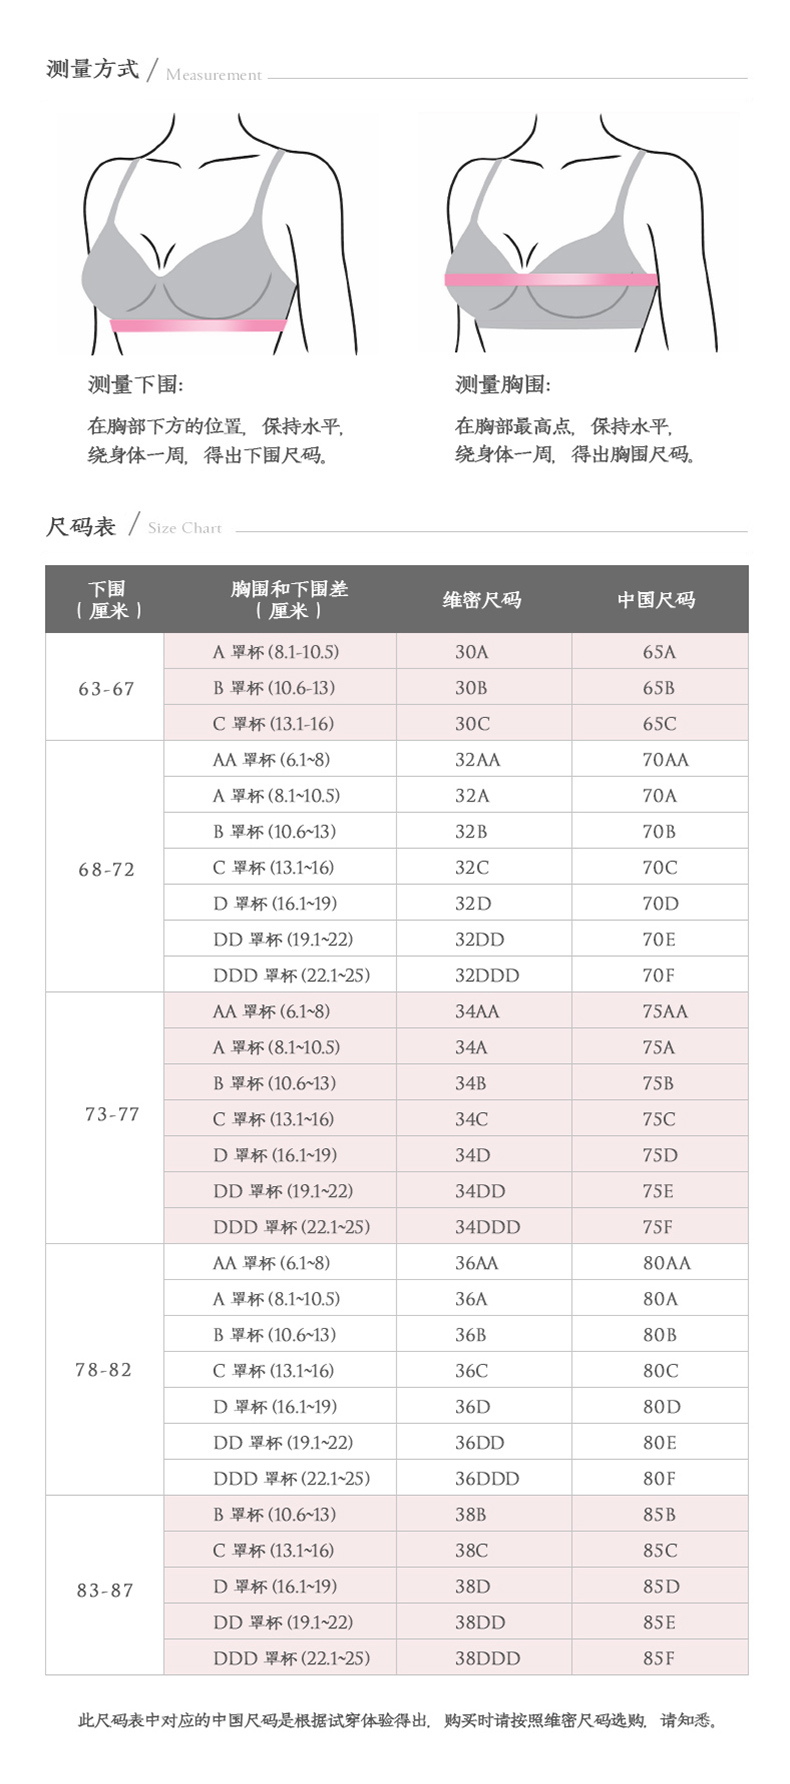 测量方式 / Measurement
测量下围:
在胸部下方的位置, 保持水平,
绕身体一周, 得出下围尺码。
测量胸围:
在胸部最高点, 保持水平,
绕身体一周, 得出胸围尺码。
尺码表 / Size Chart
下围 (厘米) 胸围和下围差 (厘米) 维密尺码 中国尺码
63-67
A 罩杯 (8.1-10.5) 30A 65A
B 罩杯 (10.6-13) 30B 65B
C 罩杯 (13.1-16) 30C 65C
68-72
AA 罩杯 (6.1~8) 32AA 70AA
A 罩杯 (8.1~10.5) 32A 70A
B 罩杯 (10.6~13) 32B 70B
C 罩杯 (13.1~16) 32C 70C
D 罩杯 (16.1~19) 32D 70D
DD 罩杯 (19.1~22) 32DD 70E
DDD 罩杯 (22.1~25) 32DDD 70F
73-77
AA 罩杯 (6.1~8) 34AA 75AA
A 罩杯 (8.1~10.5) 34A 75A
B 罩杯 (10.6~13) 34B 75B
C 罩杯 (13.1~16) 34C 75C
D 罩杯 (16.1~19) 34D 75D
DD 罩杯 (19.1~22) 34DD 75E
DDD 罩杯 (22.1~25) 34DDD 75F
78-82
AA 罩杯 (6.1~8) 36AA 80AA
A 罩杯 (8.1~10.5) 36A 80A
B 罩杯 (10.6~13) 36B 80B
C 罩杯 (13.1~16) 36C 80C
D 罩杯 (16.1~19) 36D 80D
DD 罩杯 (19.1~22) 36DD 80E
DDD 罩杯 (22.1~25) 36DDD 80F
83-87
B 罩杯 (10.6~13) 38B 85B
C 罩杯 (13.1~16) 38C 85C
D 罩杯 (16.1~19) 38D 85D
DD 罩杯 (19.1~22) 38DD 85E
DDD 罩杯 (22.1~25) 38DDD 85F
此尺码表中对应的中国尺码是根据试穿体验得出, 购买时请按照维密尺码选购, 请知悉。